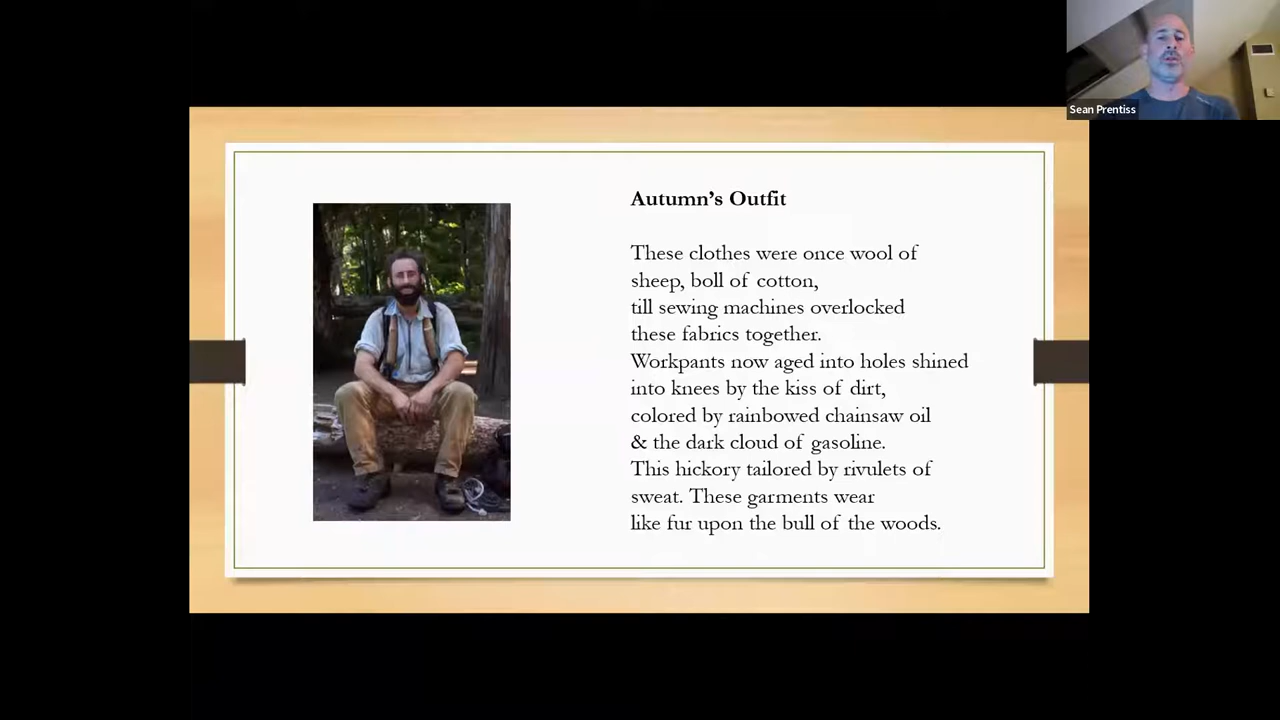 Sean Prentiss
Autumn’s Outfit
These clothes were once wool of
sheep, boll of cotton,
till sewing machines overlocked
these fabrics together.
Workpants now aged into holes shined
into knees by the kiss of dirt,
colored by rainbowed chainsaw oil
& the dark cloud of gasoline.
This hickory tailored by rivulets of
sweat. These garments wear
like fur upon the bull of the woods.